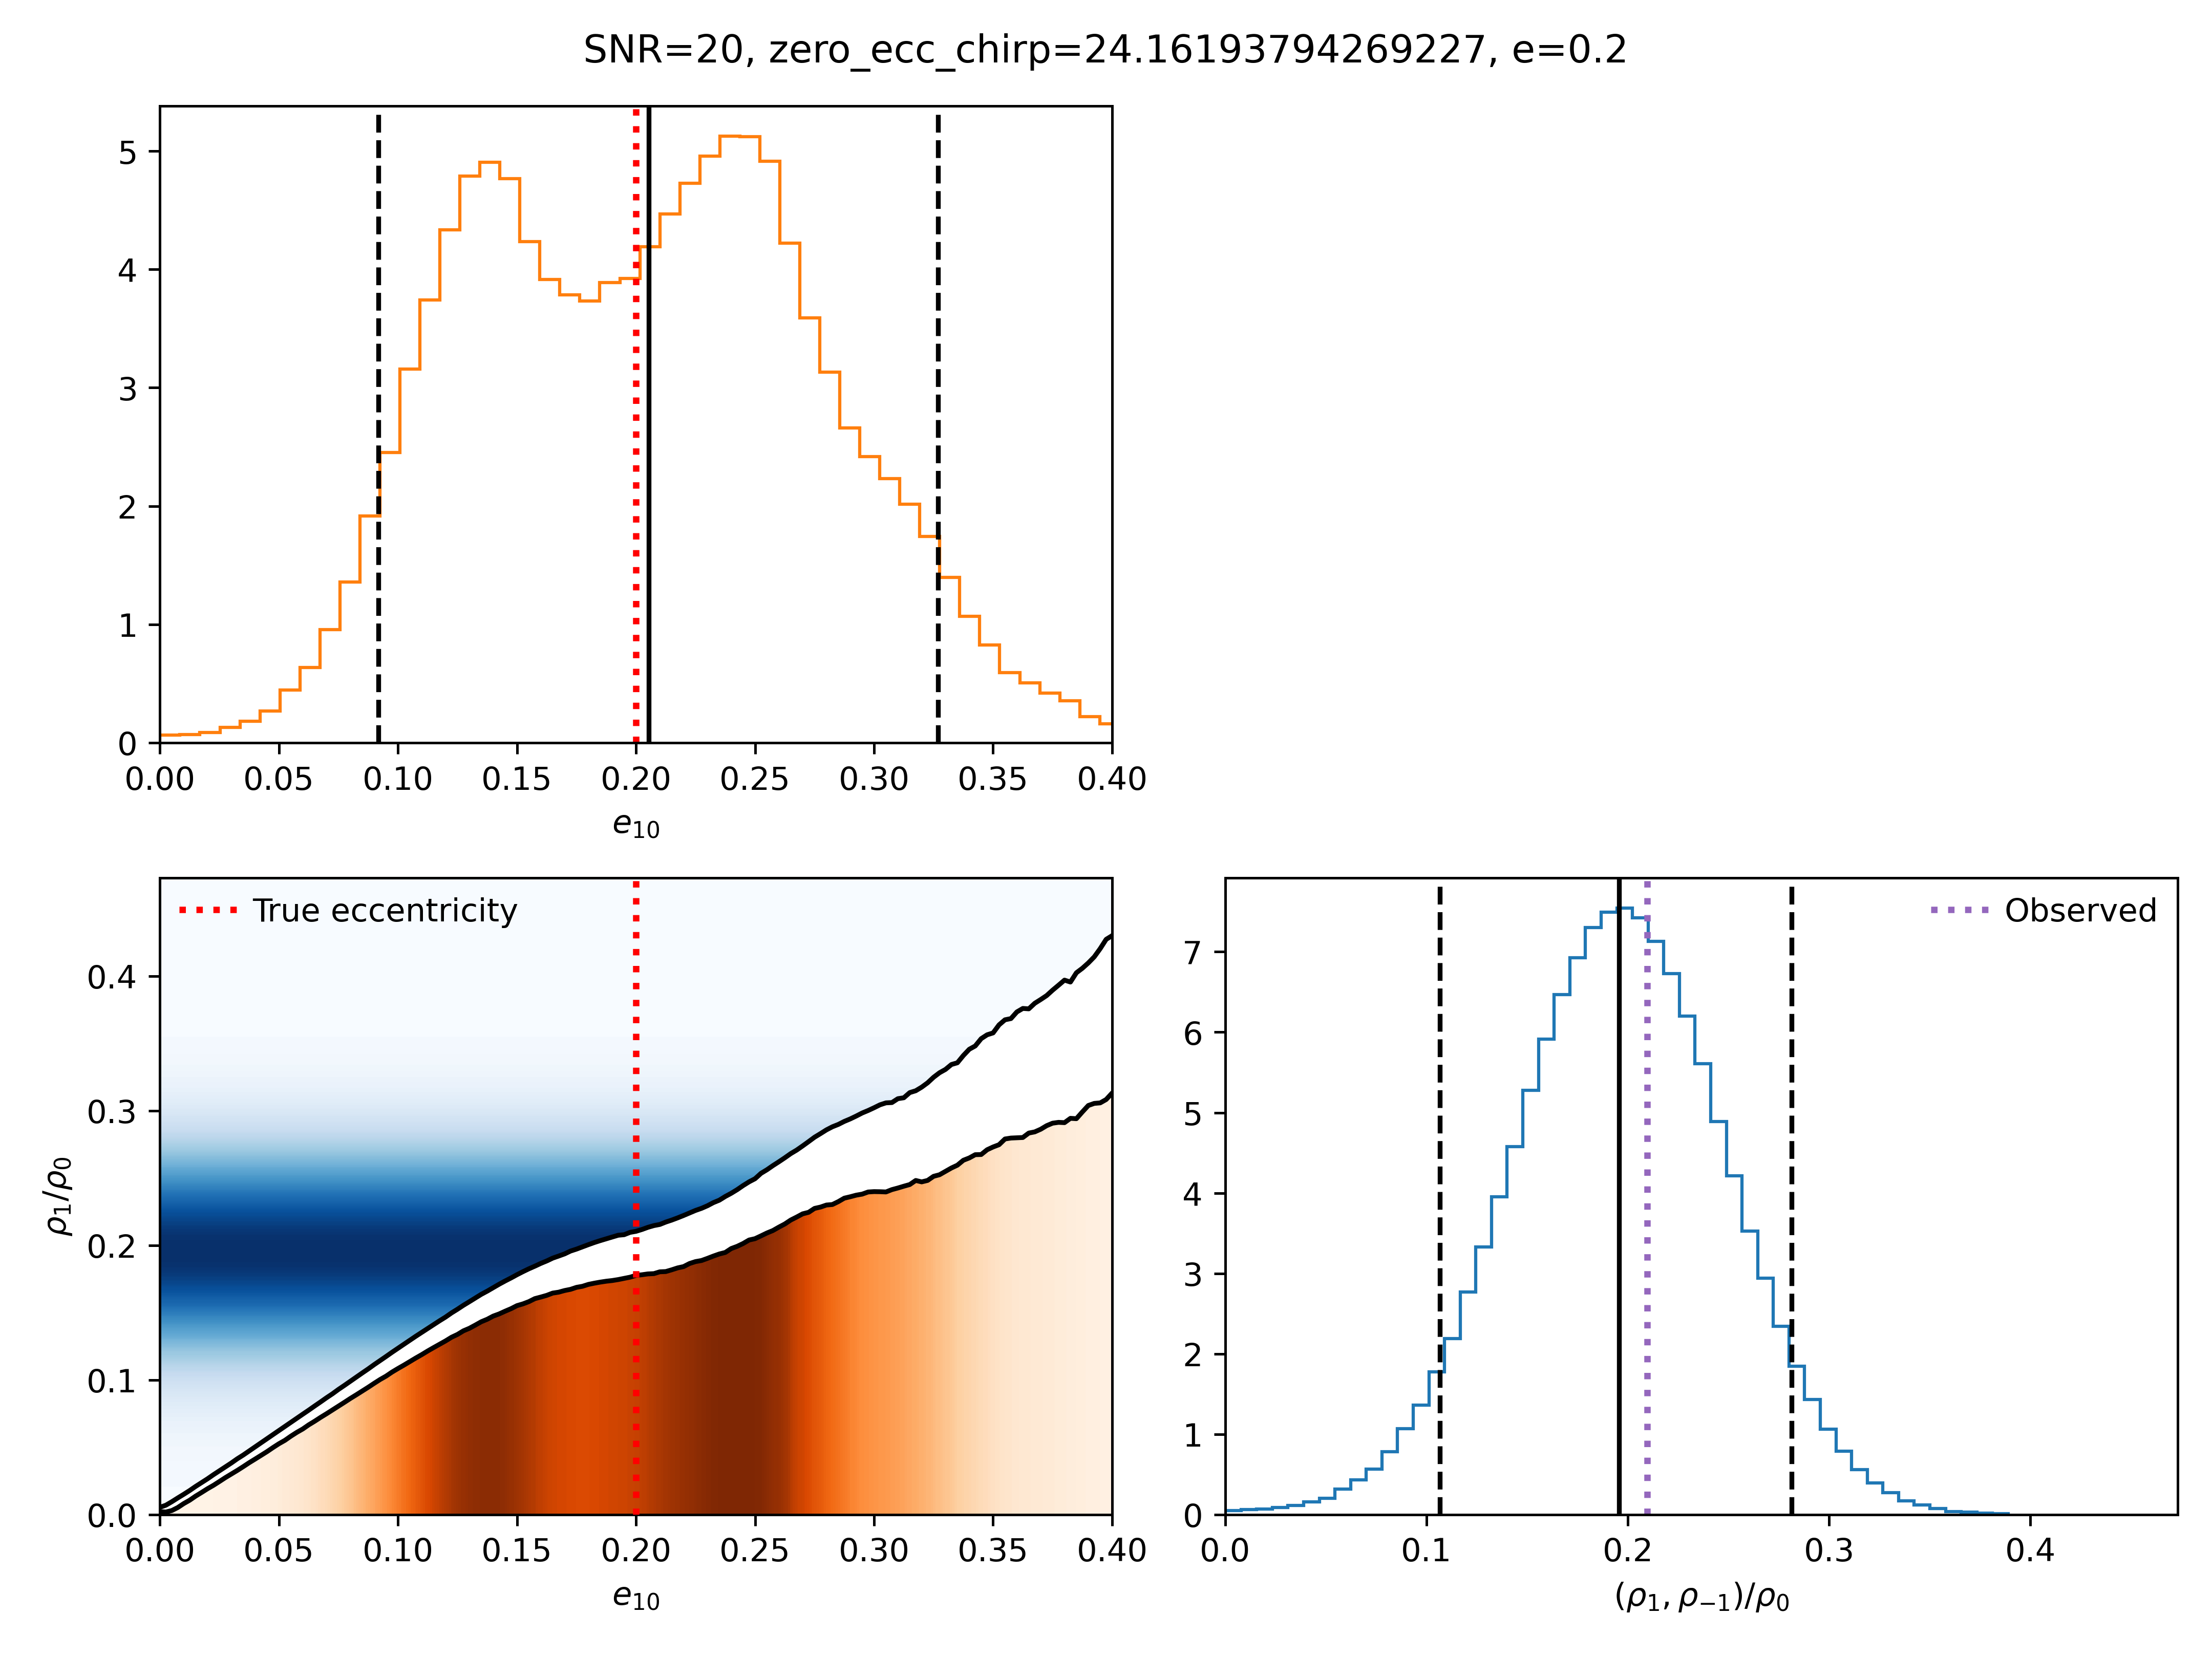 SNR=20, zero_ecc_chirp=24.16193794269227, e=0.2
5
4
3
2
1
0
0.00 0.05 0.10 0.15 0.20 0.25 0.30 0.35 0.40
e₁₀
True eccentricity
0.4
0.3
0.2
0.1
0.0
ρ₁/ρ₀
0.00 0.05 0.10 0.15 0.20 0.25 0.30 0.35 0.40
e₁₀
Observed
7
6
5
4
3
2
1
0
0.0 0.1 0.2 0.3 0.4
(ρ₁, ρ₋₁)/ρ₀